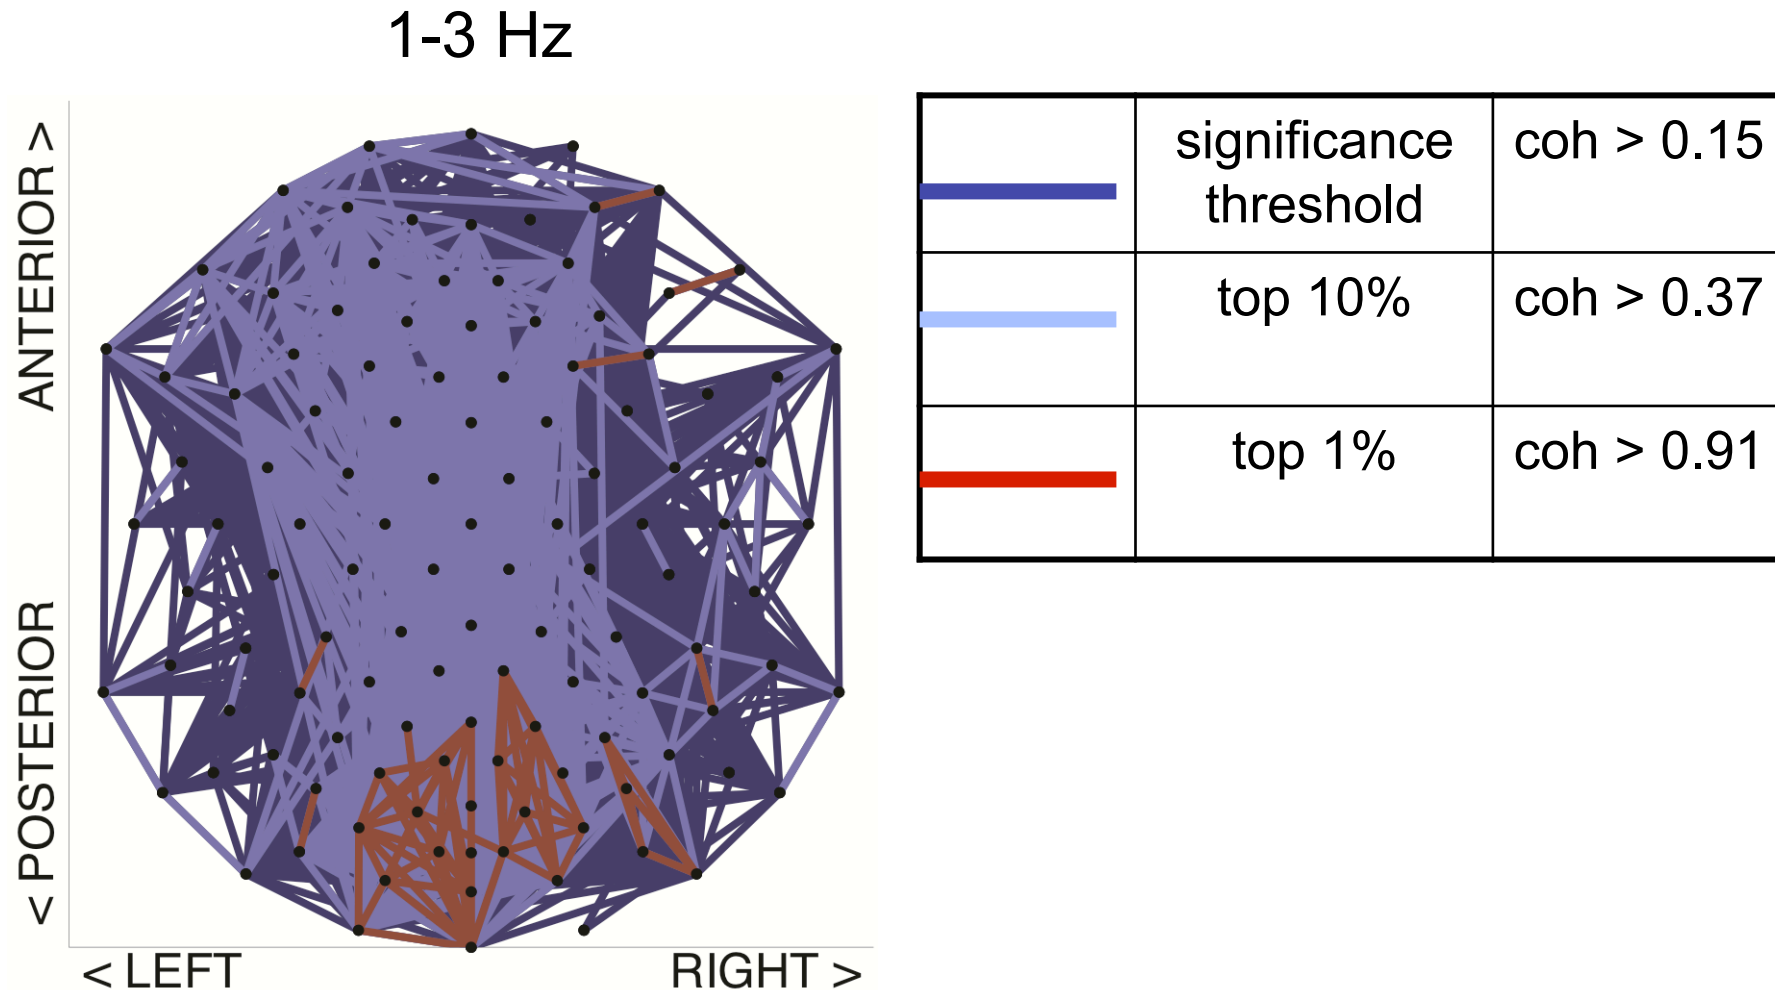 1-3 Hz
ANTERIOR >
< POSTERIOR
< LEFT
RIGHT >
significance
threshold
coh > 0.15
top 10%
coh > 0.37
top 1%
coh > 0.91